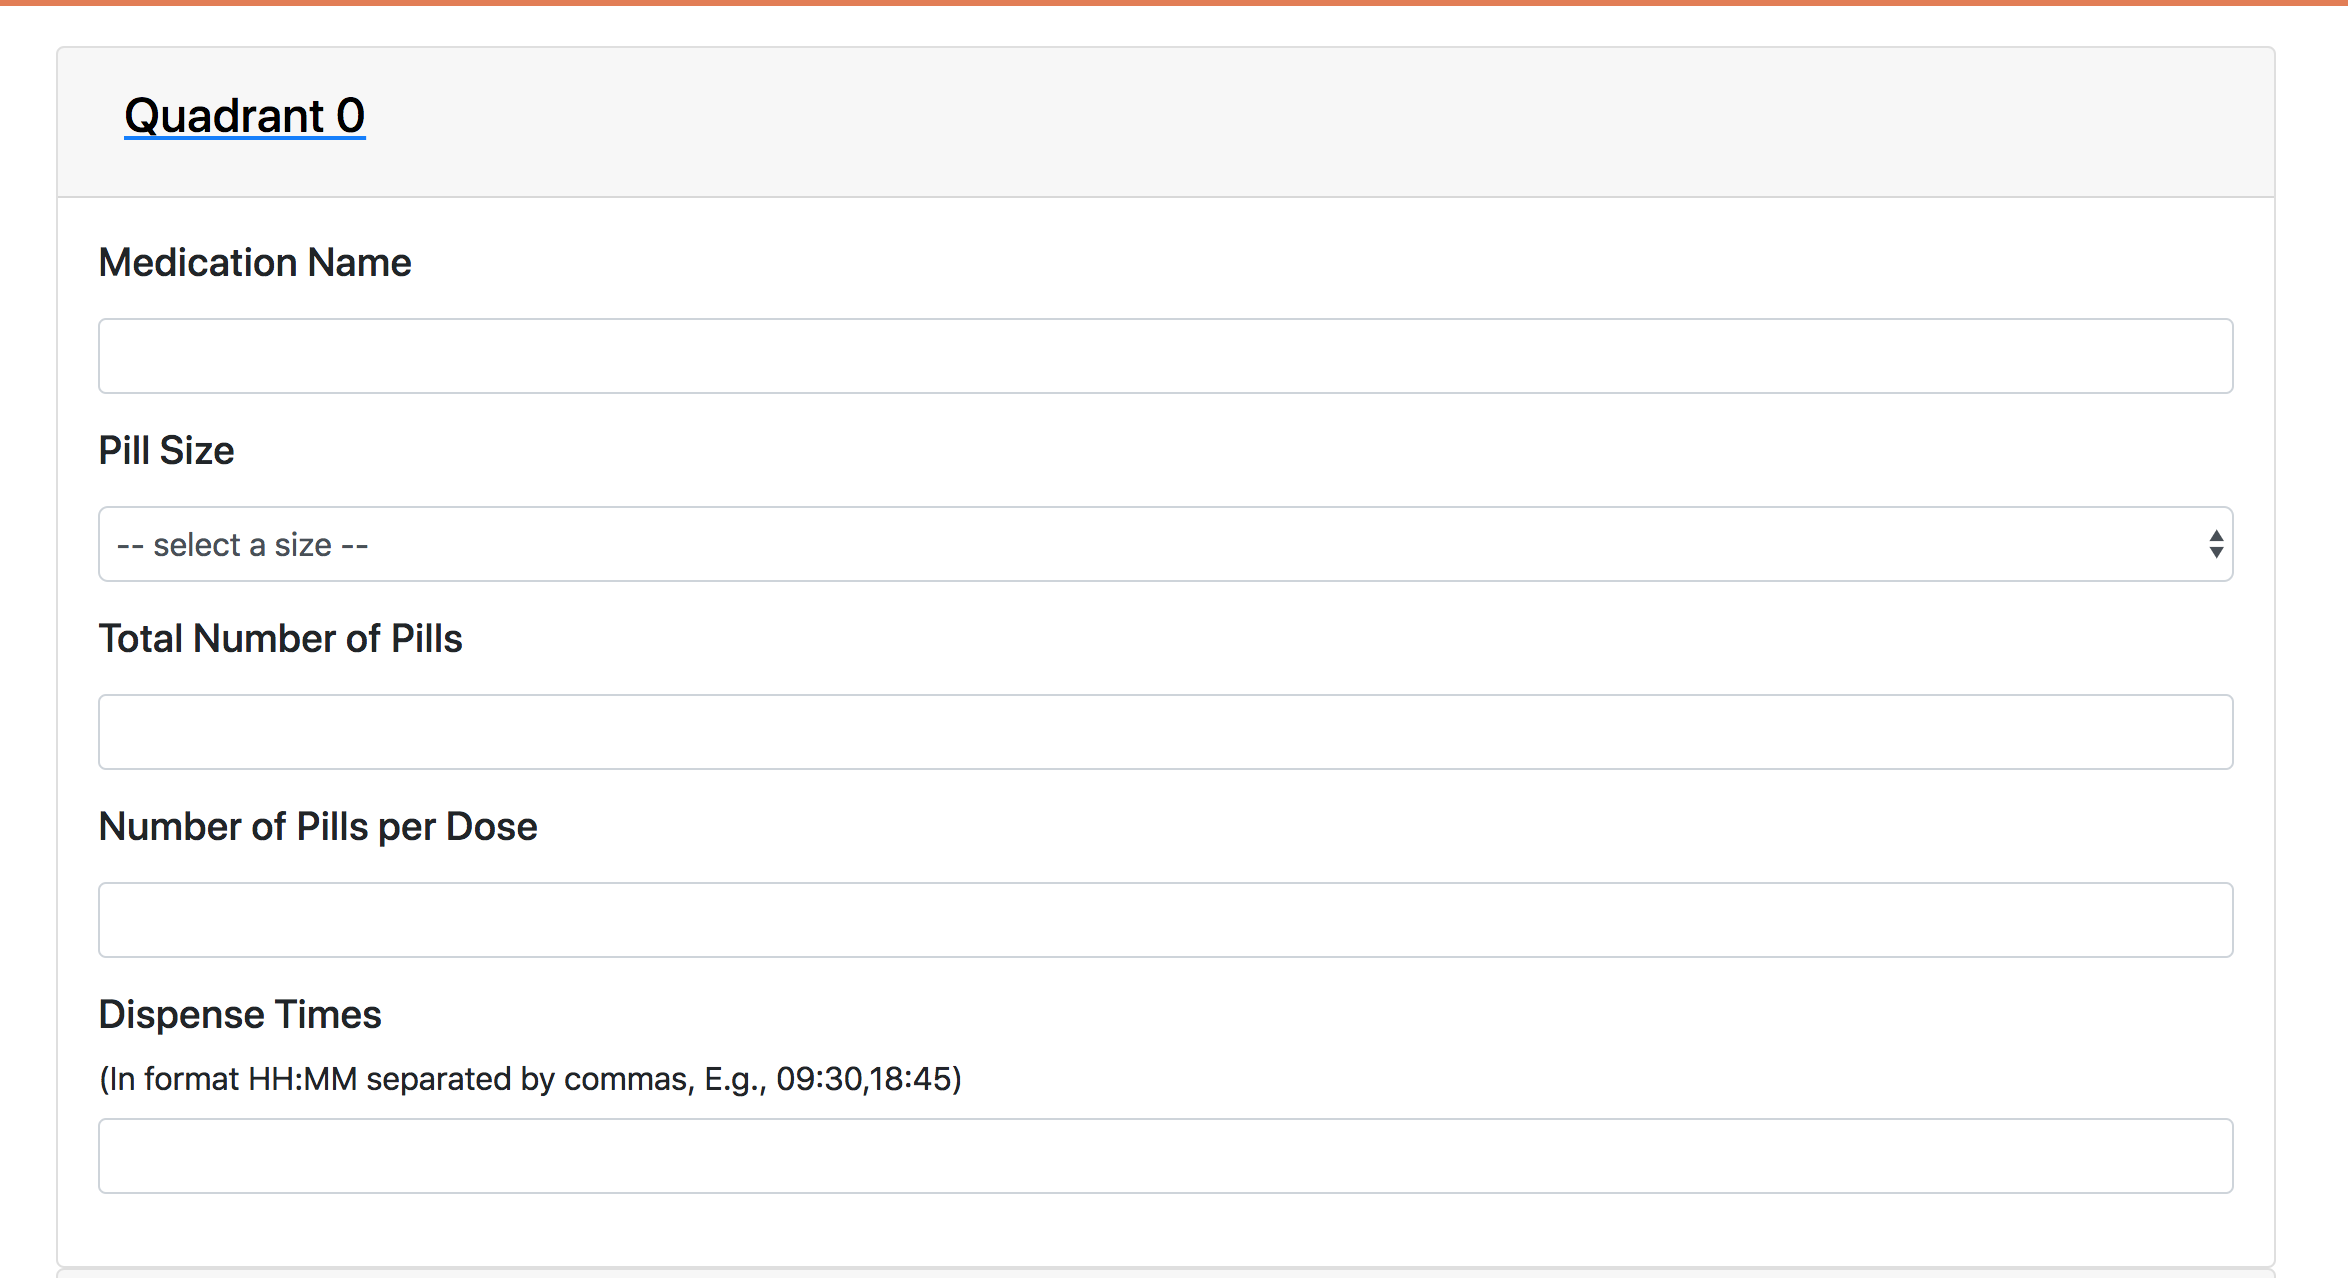 Quadrant 0
Medication Name
Pill Size
-- select a size --
Total Number of Pills
Number of Pills per Dose
Dispense Times
(In format HH:MM separated by commas, E.g., 09:30,18:45)